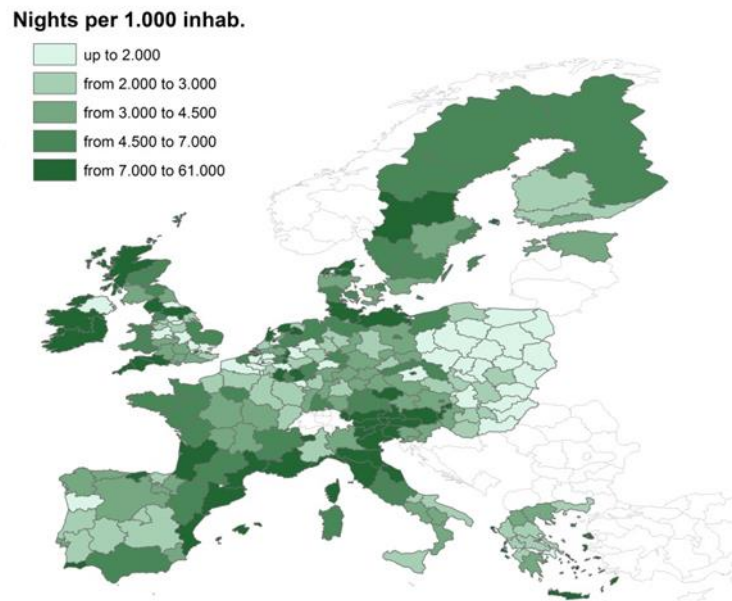 Nights per 1.000 inhab.
up to 2.000
from 2.000 to 3.000
from 3.000 to 4.500
from 4.500 to 7.000
from 7.000 to 61.000